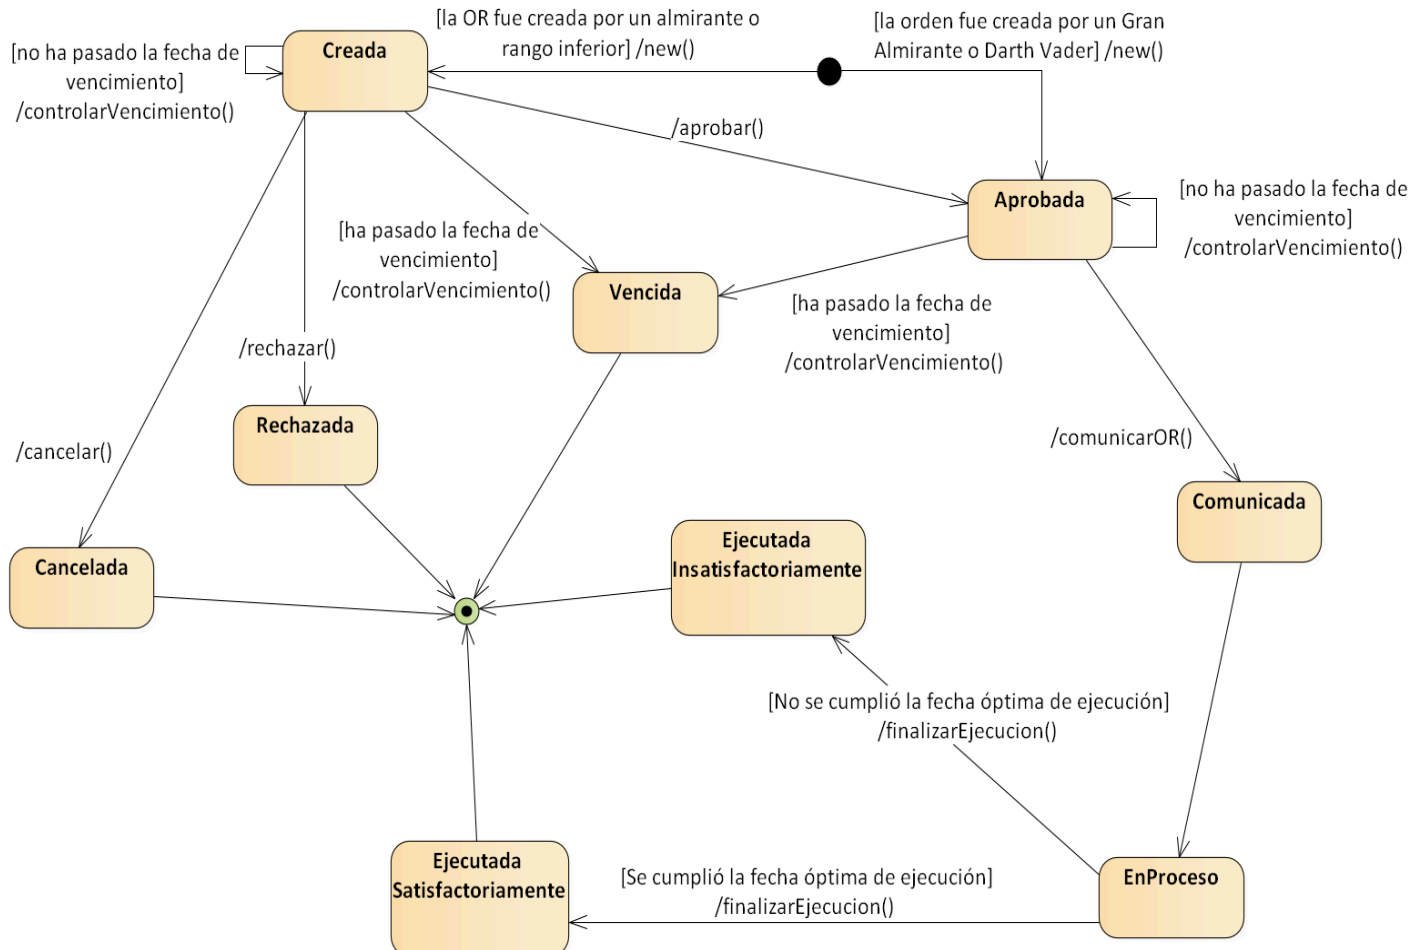 [la OR fue creada por un almirante o
rango inferior] /new()
[la orden fue creada por un Gran
Almirante o Darth Vader] /new()
[no ha pasado la fecha de
vencimiento]
/controlarVencimiento()
Creada
/aprobar()
Aprobada
[no ha pasado la fecha de
vencimiento]
/controlarVencimiento()
[ha pasado la fecha de
vencimiento]
/controlarVencimiento()
Vencida
[ha pasado la fecha de
vencimiento]
/controlarVencimiento()
/rechazar()
Rechazada
/cancelar()
/comunicarOR()
Comunicada
Cancelada
Ejecutada
Insatisfactoriamente
[No se cumplió la fecha óptima de ejecución]
/finalizarEjecucion()
Ejecutada
Satisfactoriamente
[Se cumplió la fecha óptima de ejecución]
/finalizarEjecucion()
EnProceso